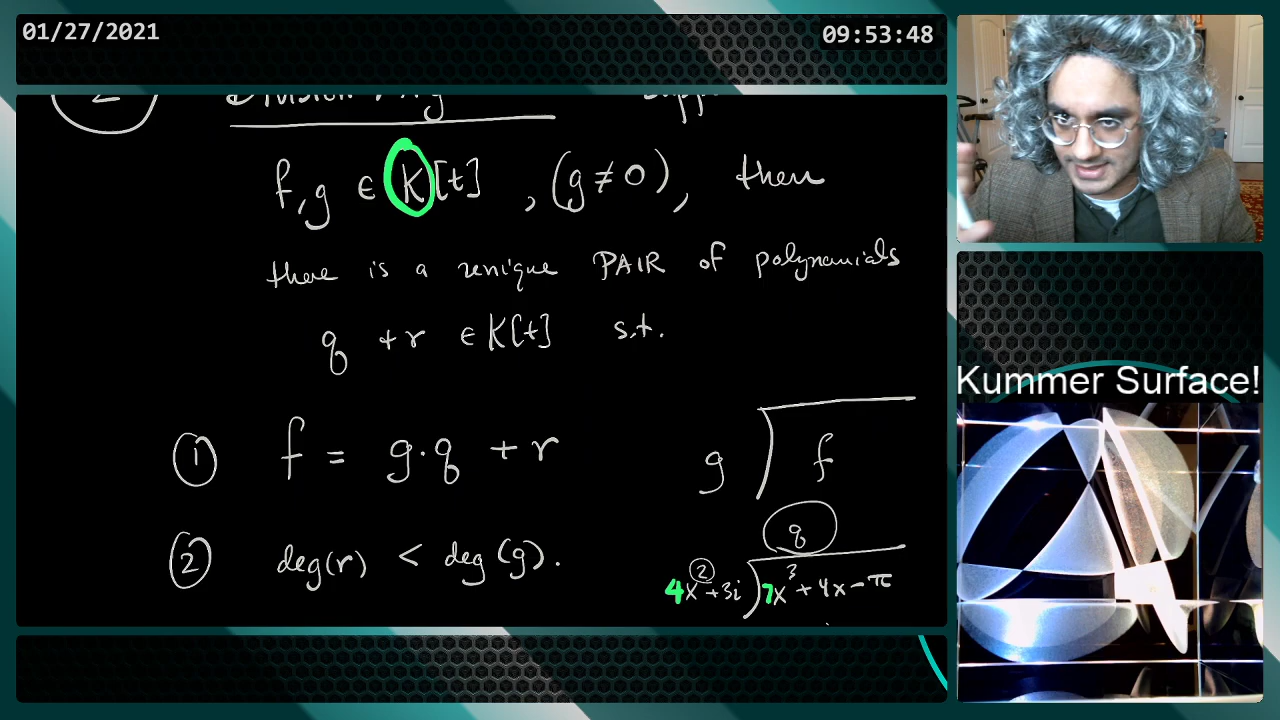 01/27/2021
09:53:48
2
f,g ∈ K[t] , (g≠0), then
there is a unique PAIR of polynomials
q + r ∈ K[t] s.t.
① f = g·q + r
g f
② deg(r) < deg(g).
q
4x² + 3i 7x³ + 4x - π
Kummer Surface!